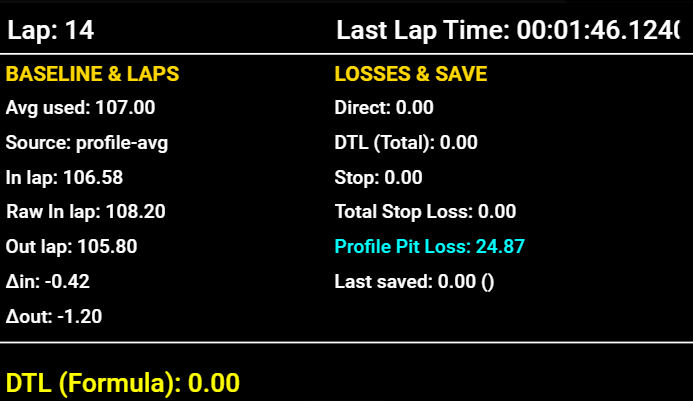 Lap: 14
Last Lap Time: 00:01:46.1240
BASELINE & LAPS
Avg used: 107.00
Source: profile-avg
In lap: 106.58
Raw In lap: 108.20
Out lap: 105.80
Δin: -0.42
Δout: -1.20
LOSSES & SAVE
Direct: 0.00
DTL (Total): 0.00
Stop: 0.00
Total Stop Loss: 0.00
Profile Pit Loss: 24.87
Last saved: 0.00 ()
DTL (Formula): 0.00